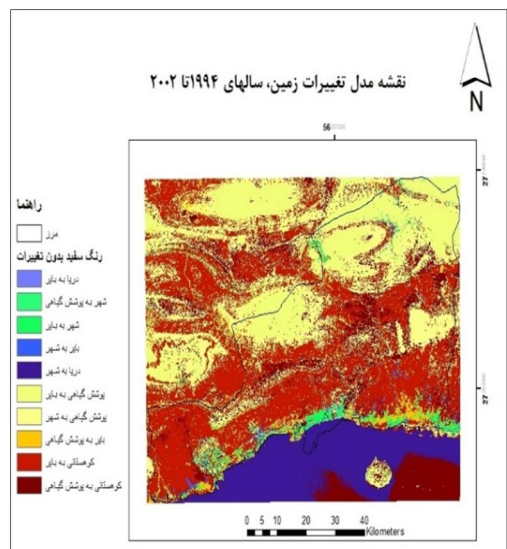 نقشه مدل تغییرات زمین، سالهای ۱۹۹۴تا ۲۰۰۲
N
56
27
27
راهنما
مرز
رنگ سفید بدون تغییرات
دریا به بایر
شهر به پوشش گیاهی
شهر به بایر
بایر به شهر
دریا به شهر
پوشش گیاهی به بایر
پوشش گیاهی به شهر
بایر به پوشش گیاهی
کوهستانی به بایر
کوهستانی به پوشش گیاهی
0 5 10 20 30 40
Kilometers